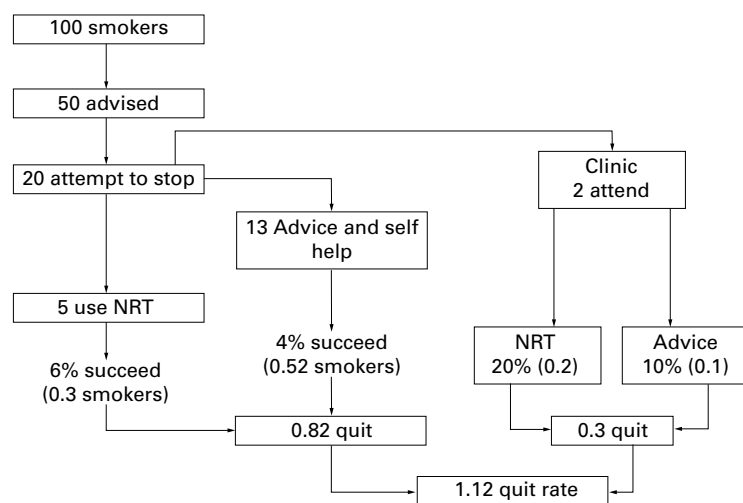 100 smokers
50 advised
20 attempt to stop
Clinic
2 attend
13 Advice and self
help
5 use NRT
6% succeed
(0.3 smokers)
4% succeed
(0.52 smokers)
NRT
20% (0.2)
Advice
10% (0.1)
0.82 quit
0.3 quit
1.12 quit rate